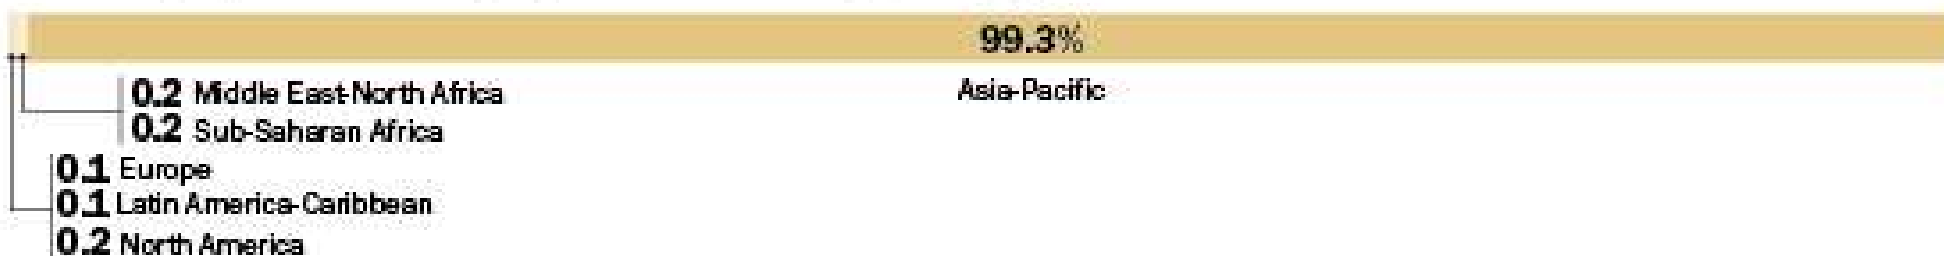 99.3%
Asia-Pacific
0.2 Middle East-North Africa
0.2 Sub-Saharan Africa
0.1 Europe
0.1 Latin America-Caribbean
0.2 North America